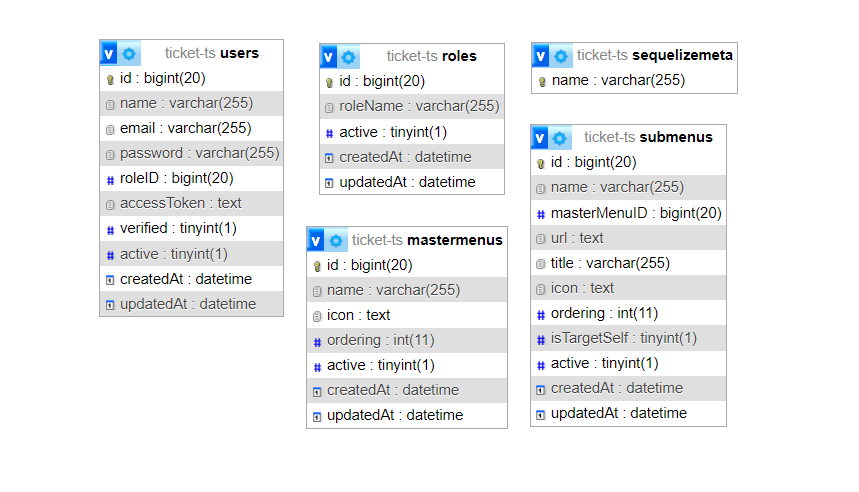 v ticket-ts users
id : bigint(20)
name : varchar(255)
email : varchar(255)
password : varchar(255)
# roleID : bigint(20)
accessToken : text
# verified : tinyint(1)
# active : tinyint(1)
createdAt : datetime
updatedAt : datetime
v ticket-ts roles
id : bigint(20)
roleName : varchar(255)
# active : tinyint(1)
createdAt : datetime
updatedAt : datetime
v ticket-ts mastermenus
id : bigint(20)
name : varchar(255)
icon : text
# ordering : int(11)
# active : tinyint(1)
createdAt : datetime
updatedAt : datetime
v ticket-ts sequelizemeta
name : varchar(255)
v ticket-ts submenus
id : bigint(20)
name : varchar(255)
# masterMenuID : bigint(20)
url : text
title : varchar(255)
icon : text
# ordering : int(11)
# isTargetSelf : tinyint(1)
# active : tinyint(1)
createdAt : datetime
updatedAt : datetime